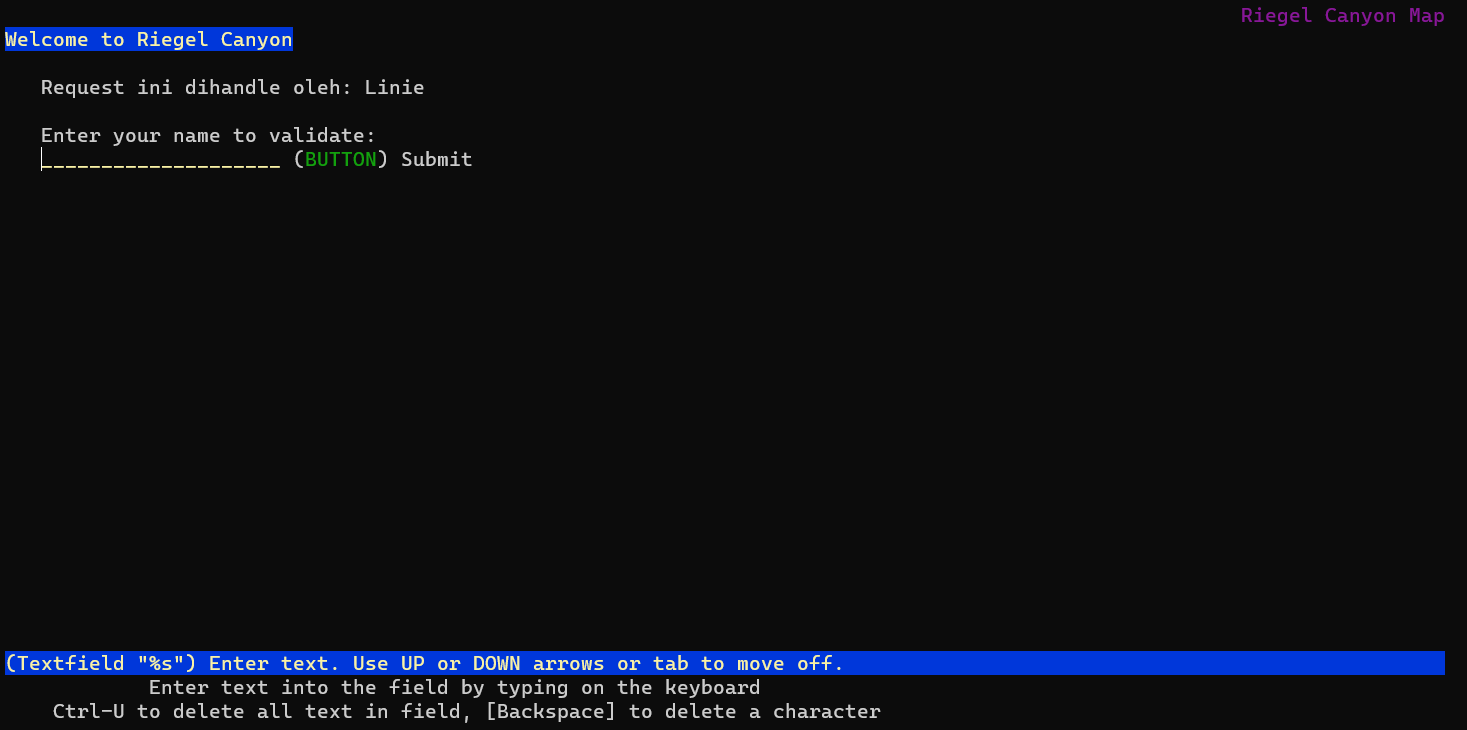 Riegel Canyon Map
Welcome to Riegel Canyon
Request ini dihandle oleh: Linie
Enter your name to validate:
____________________ (BUTTON) Submit
(Textfield "%s") Enter text. Use UP or DOWN arrows or tab to move off.
Enter text into the field by typing on the keyboard
Ctrl-U to delete all text in field, [Backspace] to delete a character